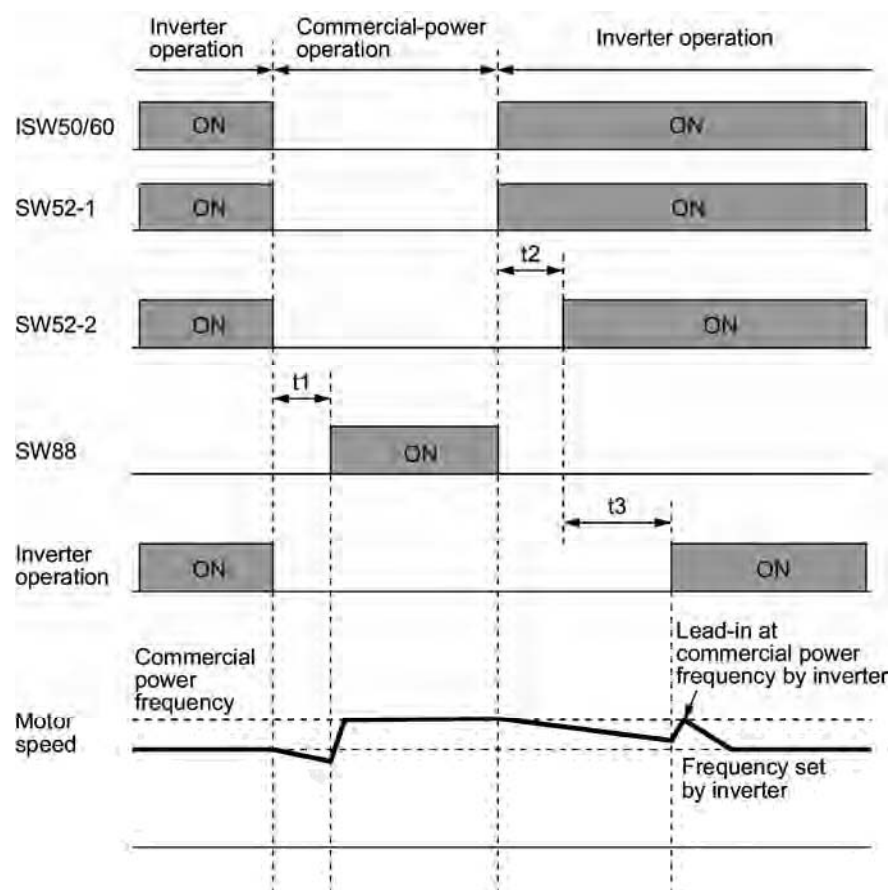 Inverter
operation
Commercial-power
operation
Inverter operation
ISW50/60
ON
ON
SW52-1
ON
ON
t2
SW52-2
ON
ON
t1
SW88
ON
t3
Inverter
operation
ON
ON
Commercial
power
frequency
Lead-in at
commercial power
frequency by inverter
Motor
speed
Frequency set
by inverter